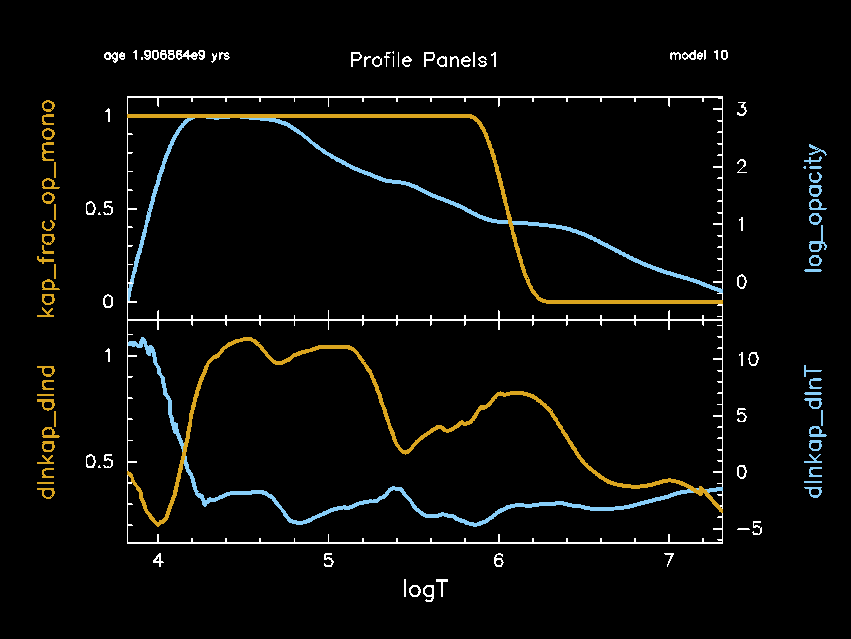 age 1.906864e9 yrs
Profile Panels1
model 10
kap_frac_op_mono
1
0.5
0
3
2
1
0
log_opacity
dlnkap_dlnd
1
0.5
10
5
0
-5
dlnkap_dlnT
4 5 6 7
logT